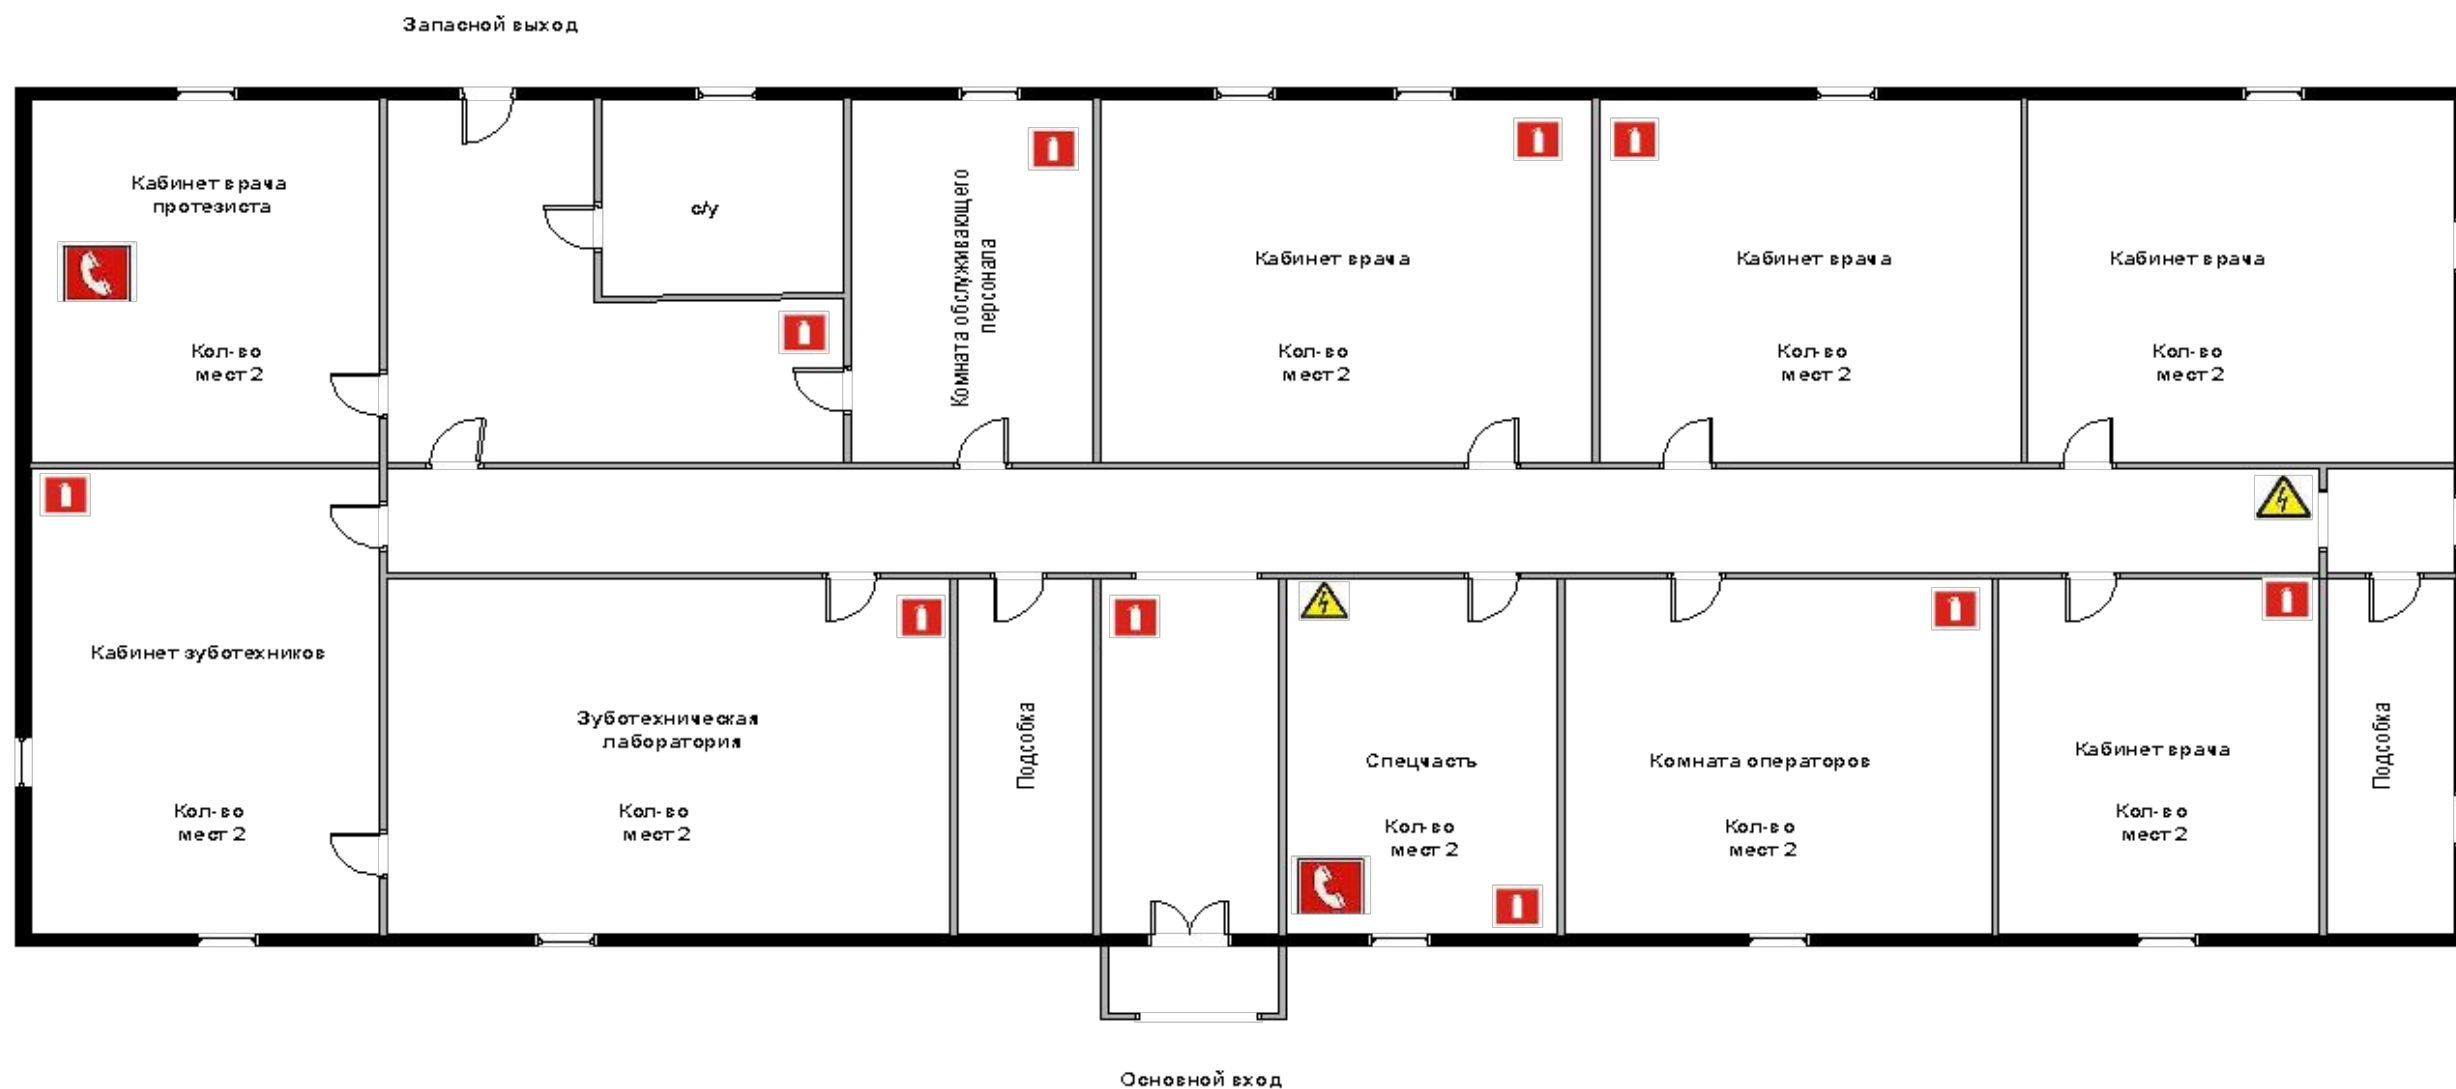 Запасной выход
Кабинет врача
протезиста
Кол-во
мест 2
с/у
Комната обслуживающего
персонала
Кабинет врача
Кол-во
мест 2
Кабинет врача
Кол-во
мест 2
Кабинет врача
Кол-во
мест 2
Кабинет зуботехников
Кол-во
мест 2
Зуботехническая
лаборатория
Кол-во
мест 2
Подсобка
Спецчасть
Кол-во
мест 2
Комната операторов
Кол-во
мест 2
Кабинет врача
Кол-во
мест 2
Подсобка
Основной вход